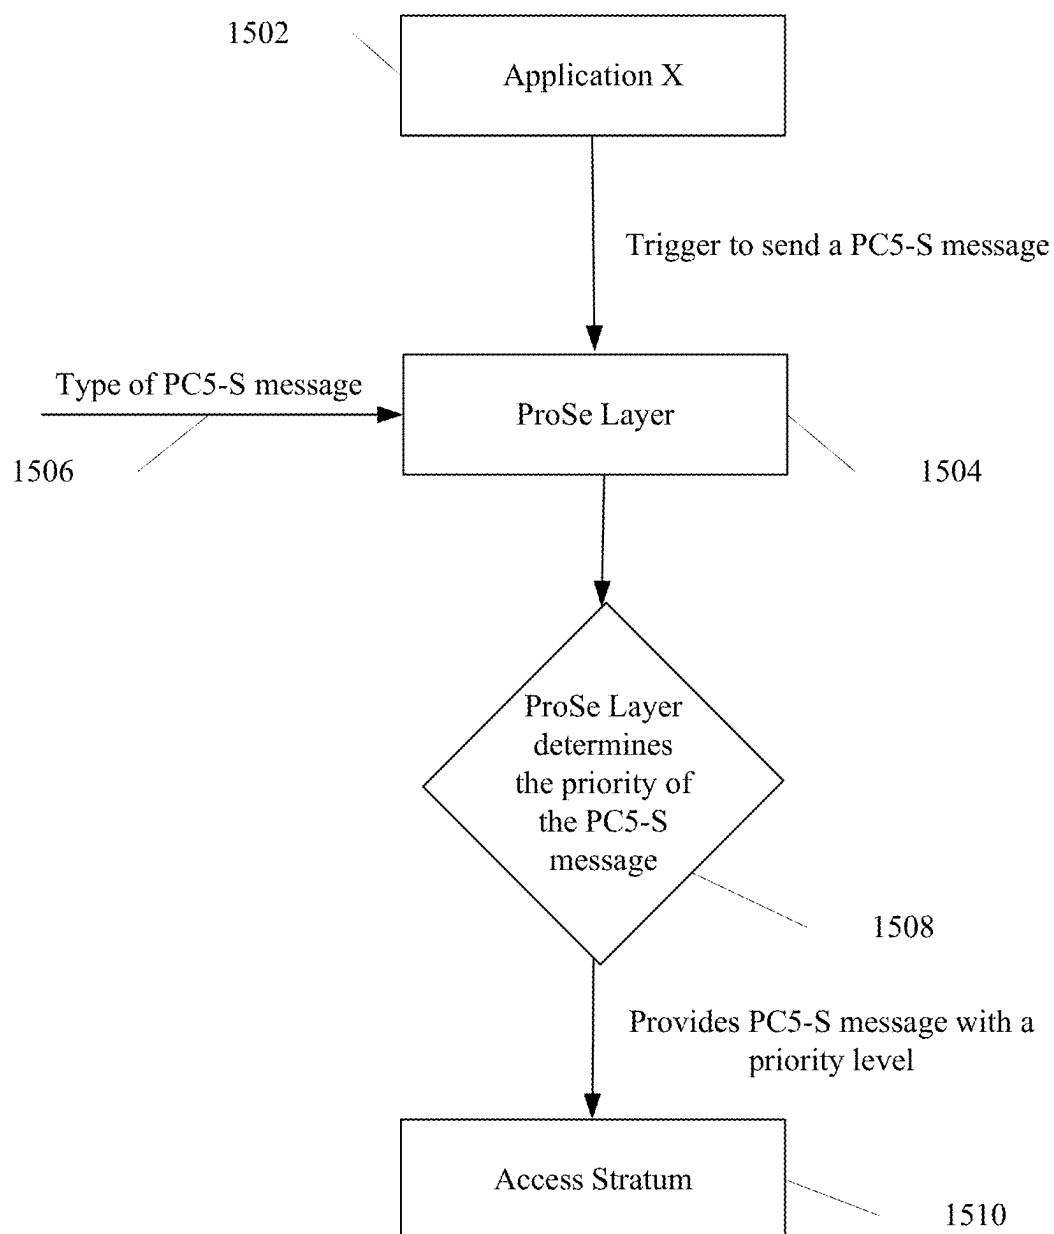 1502
Application X
Trigger to send a PC5-S message
Type of PC5-S message
ProSe Layer
1506
1504
ProSe Layer
determines
the priority of
the PC5-S
message
1508
Provides PC5-S message with a
priority level
Access Stratum
1510